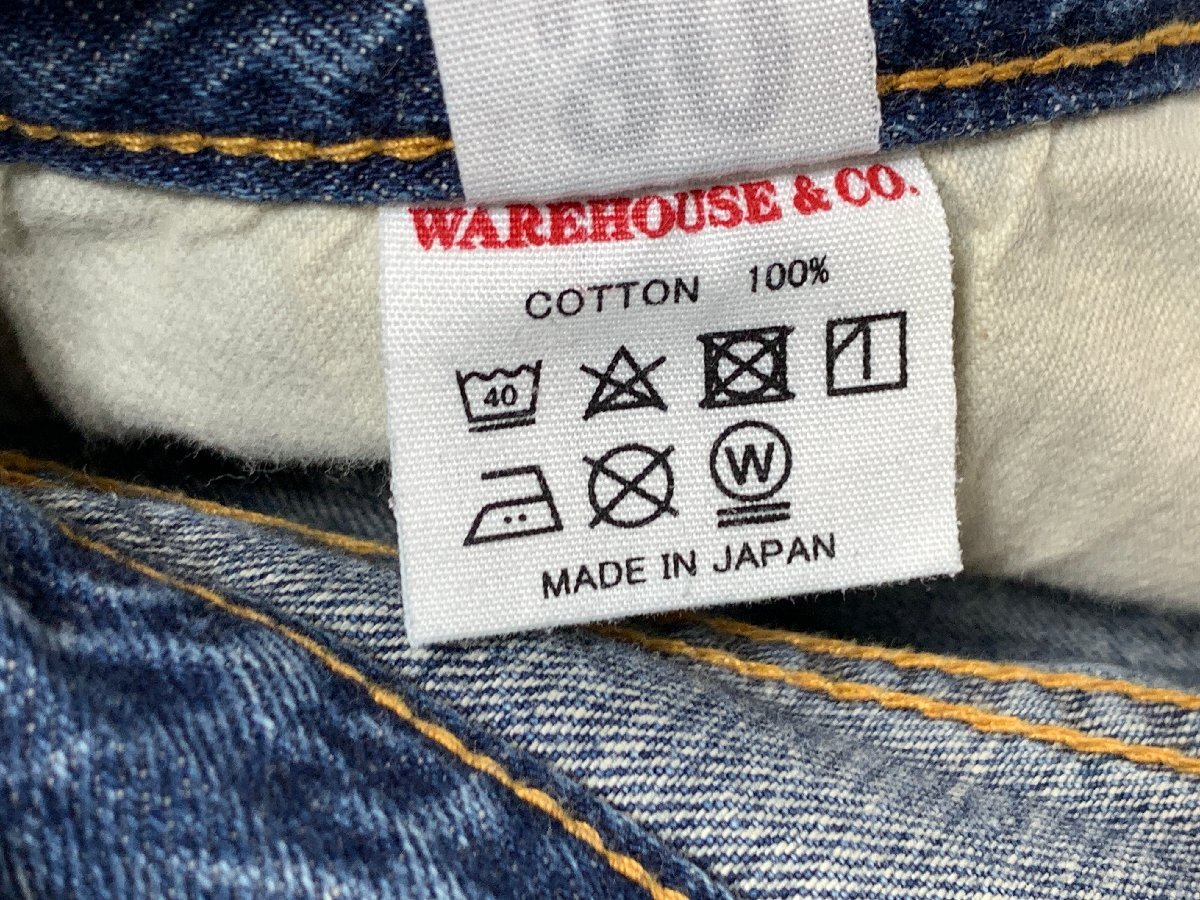 WAREHOUSE & CO.
COTTON 100%
40
W
MADE IN JAPAN